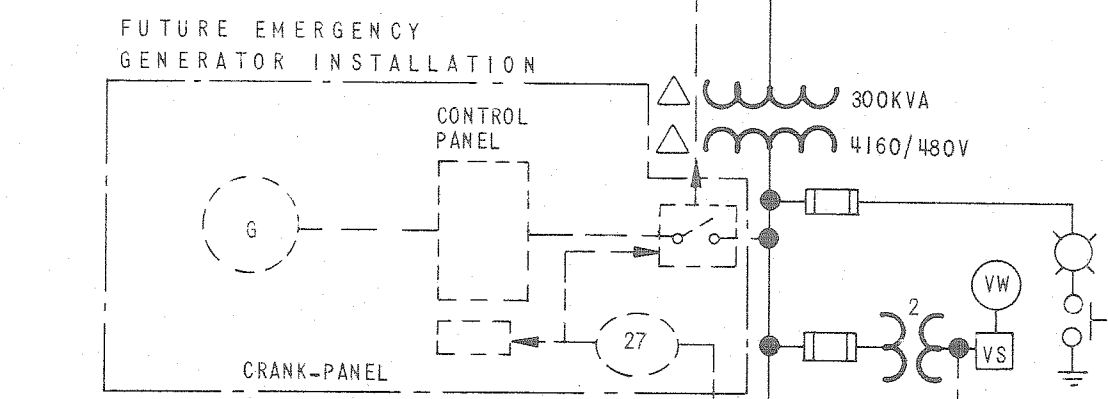 FUTURE EMERGENCY
GENERATOR INSTALLATION
300KVA
CONTROL
PANEL
4160/480V
G
VW
2
27
VS
CRANK-PANEL